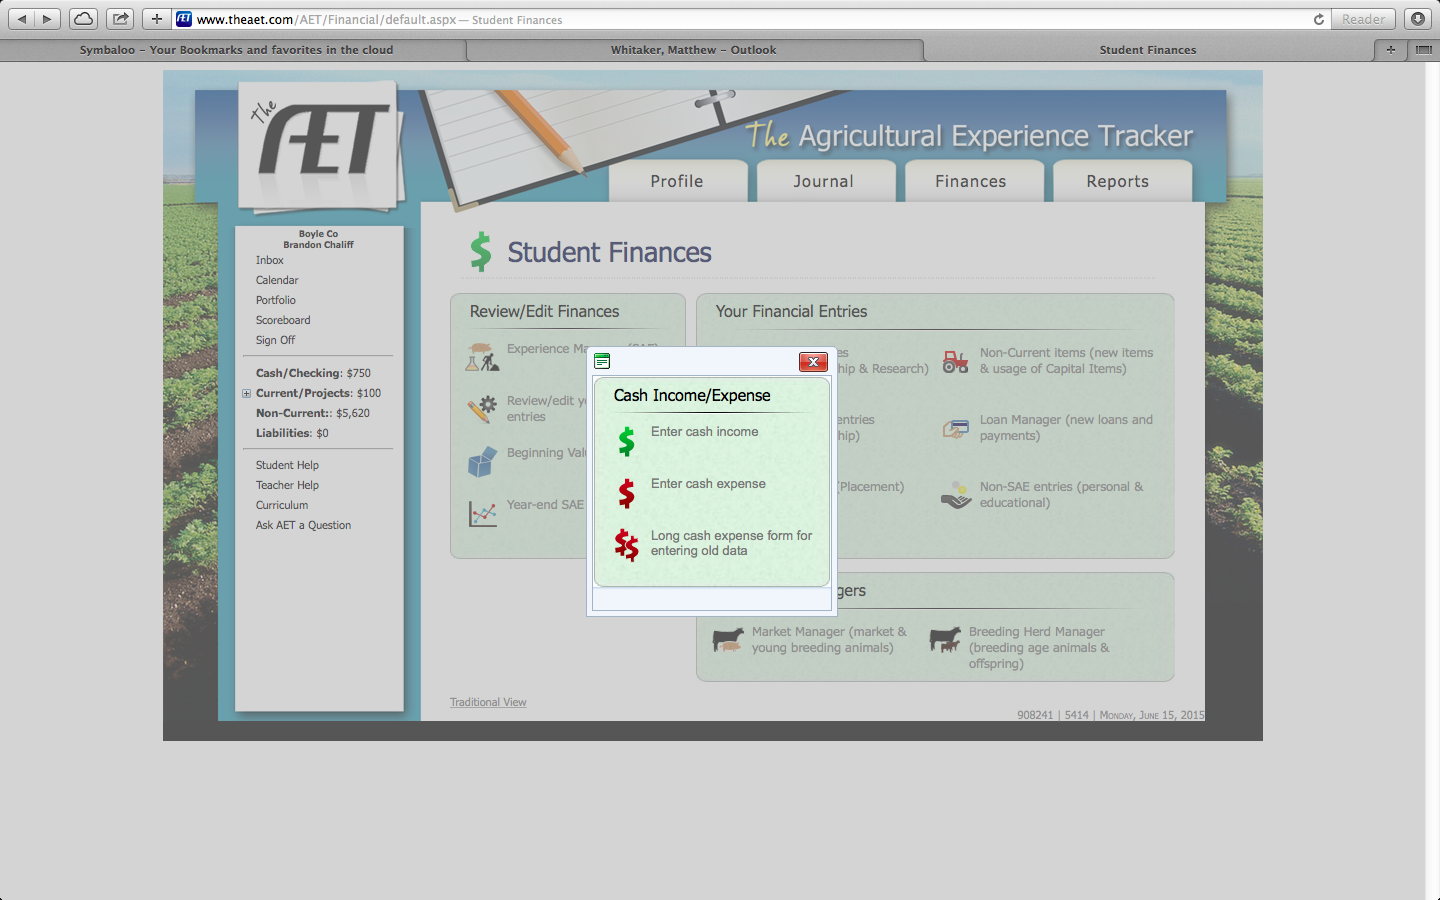 www.theaet.com/AET/Financial/default.aspx — Student Finances
Reader
Symbaloo – Your Bookmarks and favorites in the cloud
Whitaker, Matthew – Outlook
Student Finances
The AET
The Agricultural Experience Tracker
Profile
Journal
Finances
Reports
Boyle Co
Brandon Chaliff
Inbox
Calendar
Portfolio
Scoreboard
Sign Off
Cash/Checking: $750
Current/Projects: $100
Non-Current:: $5,620
Liabilities: $0
Student Help
Teacher Help
Curriculum
Ask AET a Question
$ Student Finances
Review/Edit Finances
Experience Ma
Review/edit y
entries
Beginning Val
Year-end SAE
Your Financial Entries
es
hip & Research)
entries
hip)
(Placement)
Non-Current items (new items
& usage of Capital Items)
Loan Manager (new loans and
payments)
Non-SAE entries (personal &
educational)
Cash Income/Expense
$ Enter cash income
$ Enter cash expense
$$ Long cash expense form for
entering old data
gers
Market Manager (market &
young breeding animals)
Breeding Herd Manager
(breeding age animals &
offspring)
Traditional View
908241 | 5414 | Monday, June 15, 2015